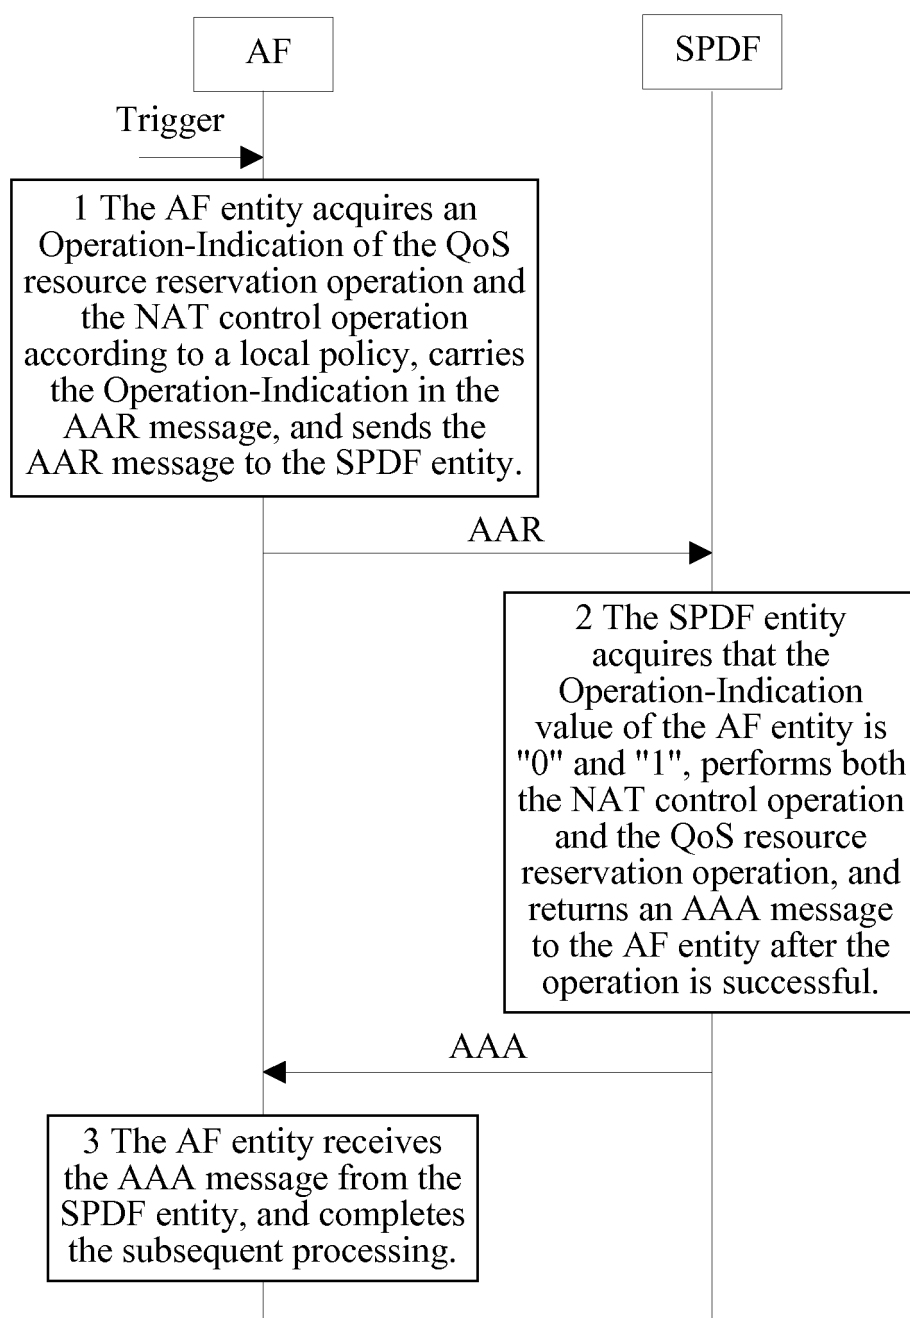 AF
SPDF
Trigger
1 The AF entity acquires an
Operation-Indication of the QoS
resource reservation operation and
the NAT control operation
according to a local policy, carries
the Operation-Indication in the
AAR message, and sends the
AAR message to the SPDF entity.
AAR
2 The SPDF entity
acquires that the
Operation-Indication
value of the AF entity is
"0" and "1", performs both
the NAT control operation
and the QoS resource
reservation operation, and
returns an AAA message
to the AF entity after the
operation is successful.
AAA
3 The AF entity receives
the AAA message from the
SPDF entity, and completes
the subsequent processing.